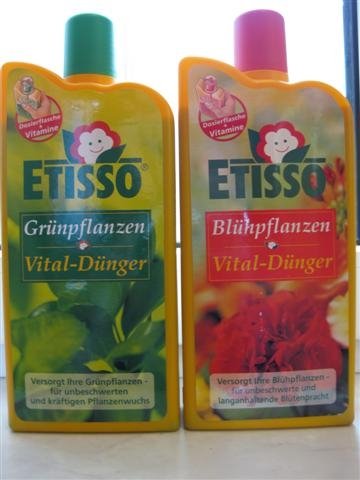 Dosierflasche +
Vitamine
ETISSO®
Grünpflanzen
Vital-Dünger
Versorgt Ihre Grünpflanzen -
für unbeschwerten
und kräftigen Pflanzenwuchs
Dosierflasche +
Vitamine
ETISSO
Blühpflanzen
Vital-Dünger
Versorgt Ihre Blühpflanzen -
für unbeschwerte und
langanhaltende Blütenpracht